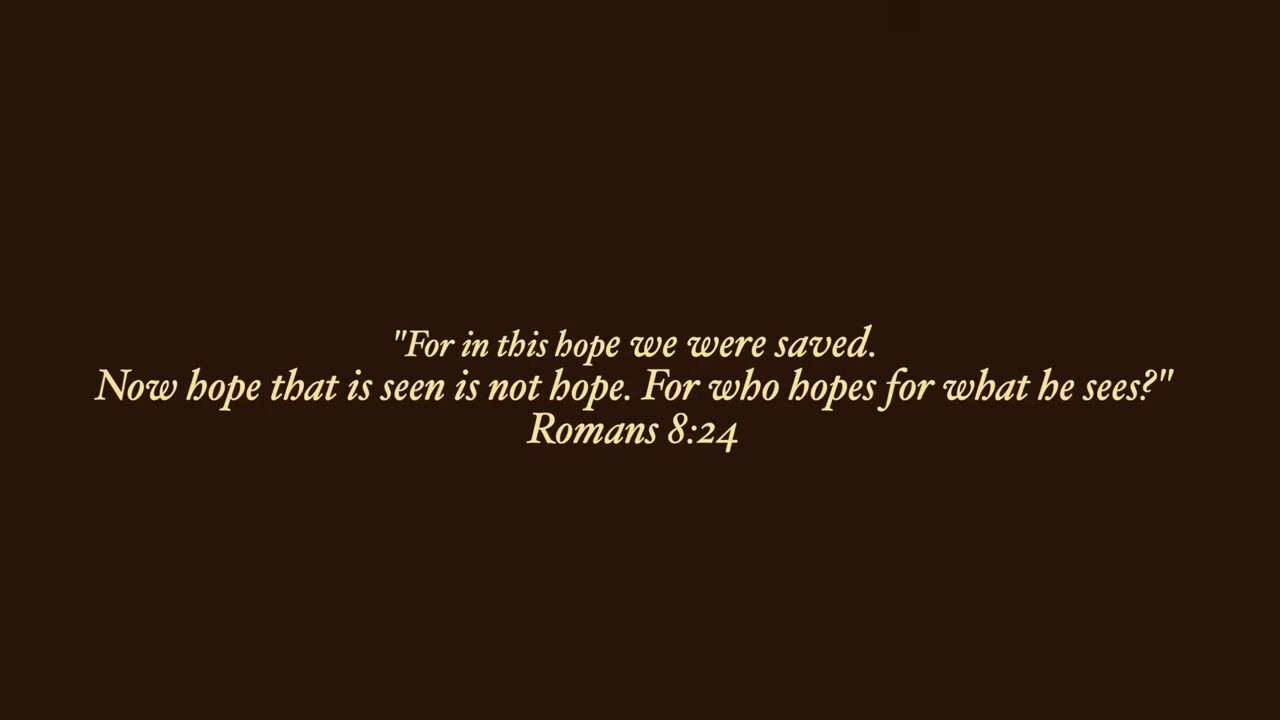 "For in this hope we were saved.
Now hope that is seen is not hope. For who hopes for what he sees?"
Romans 8:24